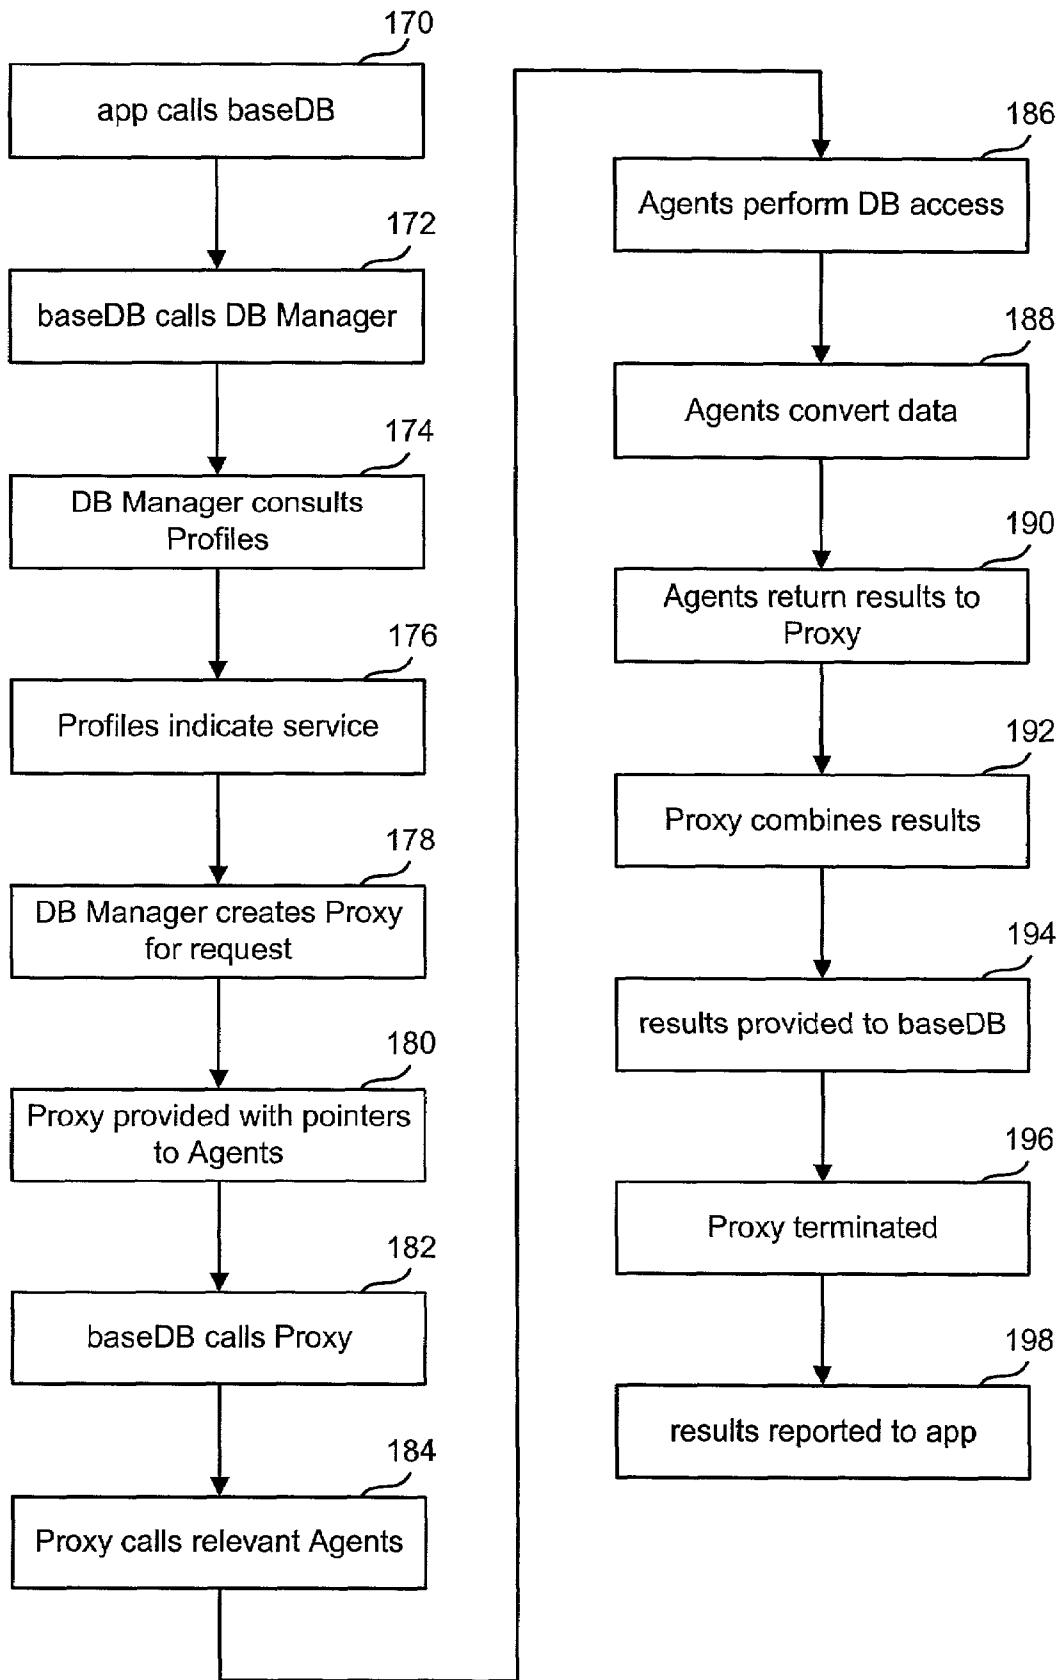 170
app calls baseDB
172
baseDB calls DB Manager
174
DB Manager consults
Profiles
176
Profiles indicate service
178
DB Manager creates Proxy
for request
180
Proxy provided with pointers
to Agents
182
baseDB calls Proxy
184
Proxy calls relevant Agents
186
Agents perform DB access
188
Agents convert data
190
Agents return results to
Proxy
192
Proxy combines results
194
results provided to baseDB
196
Proxy terminated
198
results reported to app